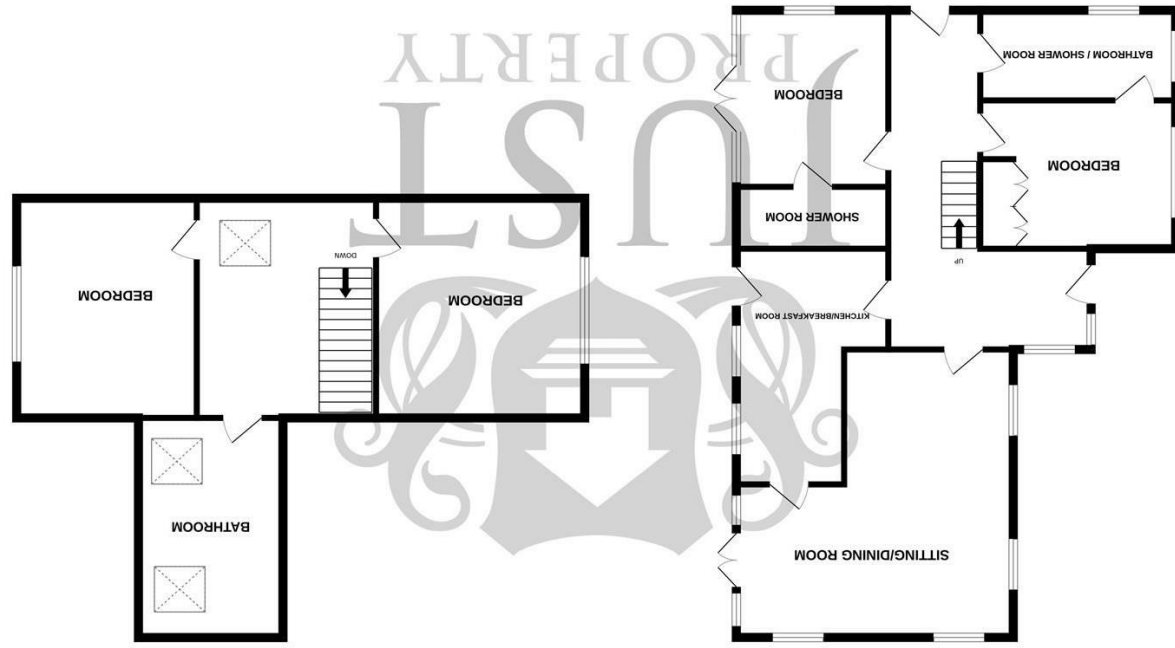 SITTING/DINING ROOM
KITCHEN/BREAKFAST ROOM
UP
SHOWER ROOM
BEDROOM
BEDROOM
BATHROOM / SHOWER ROOM
BATHROOM
BEDROOM
BEDROOM
DOWN
JUST
PROPERTY